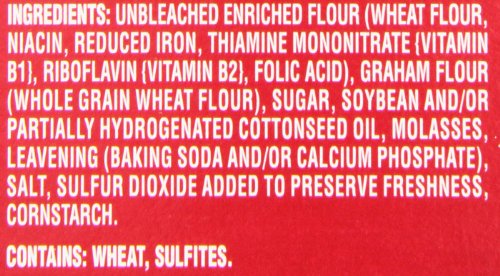 INGREDIENTS: UNBLEACHED ENRICHED FLOUR (WHEAT FLOUR,
NIACIN, REDUCED IRON, THIAMINE MONONITRATE {VITAMIN
B1}, RIBOFLAVIN {VITAMIN B2}, FOLIC ACID), GRAHAM FLOUR
(WHOLE GRAIN WHEAT FLOUR), SUGAR, SOYBEAN AND/OR
PARTIALLY HYDROGENATED COTTONSEED OIL, MOLASSES,
LEAVENING (BAKING SODA AND/OR CALCIUM PHOSPHATE),
SALT, SULFUR DIOXIDE ADDED TO PRESERVE FRESHNESS,
CORNSTARCH.
CONTAINS: WHEAT, SULFITES.